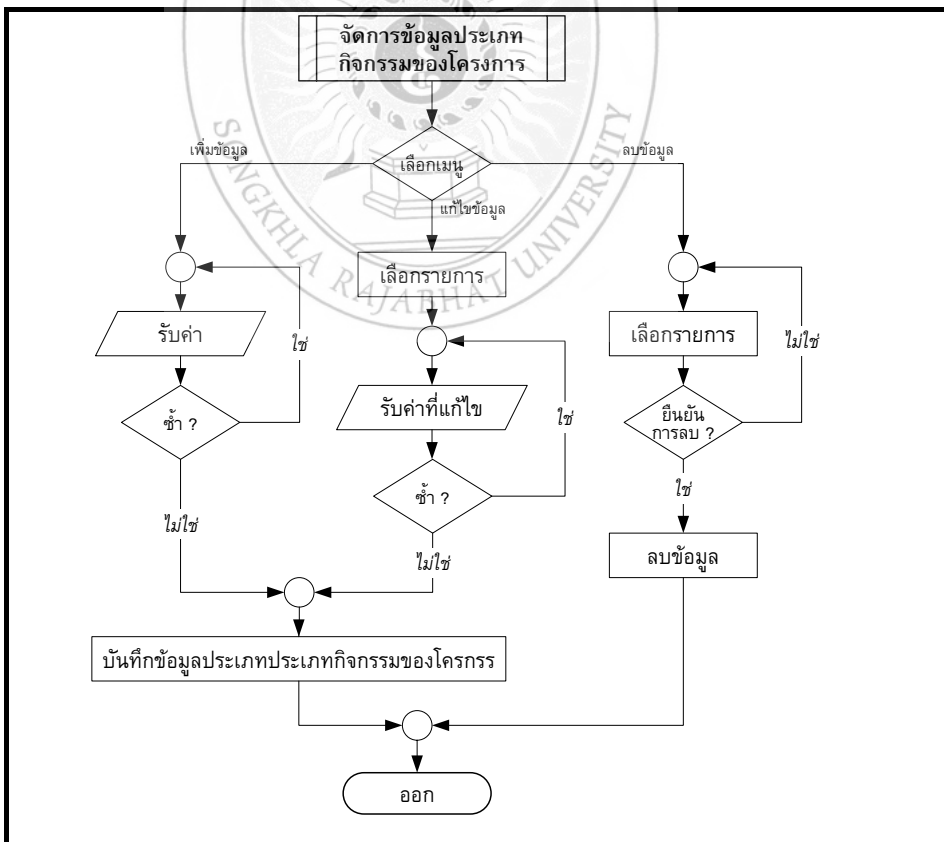 จัดการข้อมูลประเภท
กิจกรรมของโครงการ
เลือกเมนู
เพิ่มข้อมูล
ลบข้อมูล
แก้ไขข้อมูล
SONGKHLA RAJABHAT UNIVERSITY
เลือกรายการ
รับค่า
ใช่
เลือกรายการ
ไม่ใช่
รับค่าที่แก้ไข
ใช่
ซ้ำ ?
ยืนยัน
การลบ ?
ซ้ำ ?
ใช่
ไม่ใช่
ไม่ใช่
ลบข้อมูล
บันทึกข้อมูลประเภทประเภทกิจกรรมของโครกรร
ออก